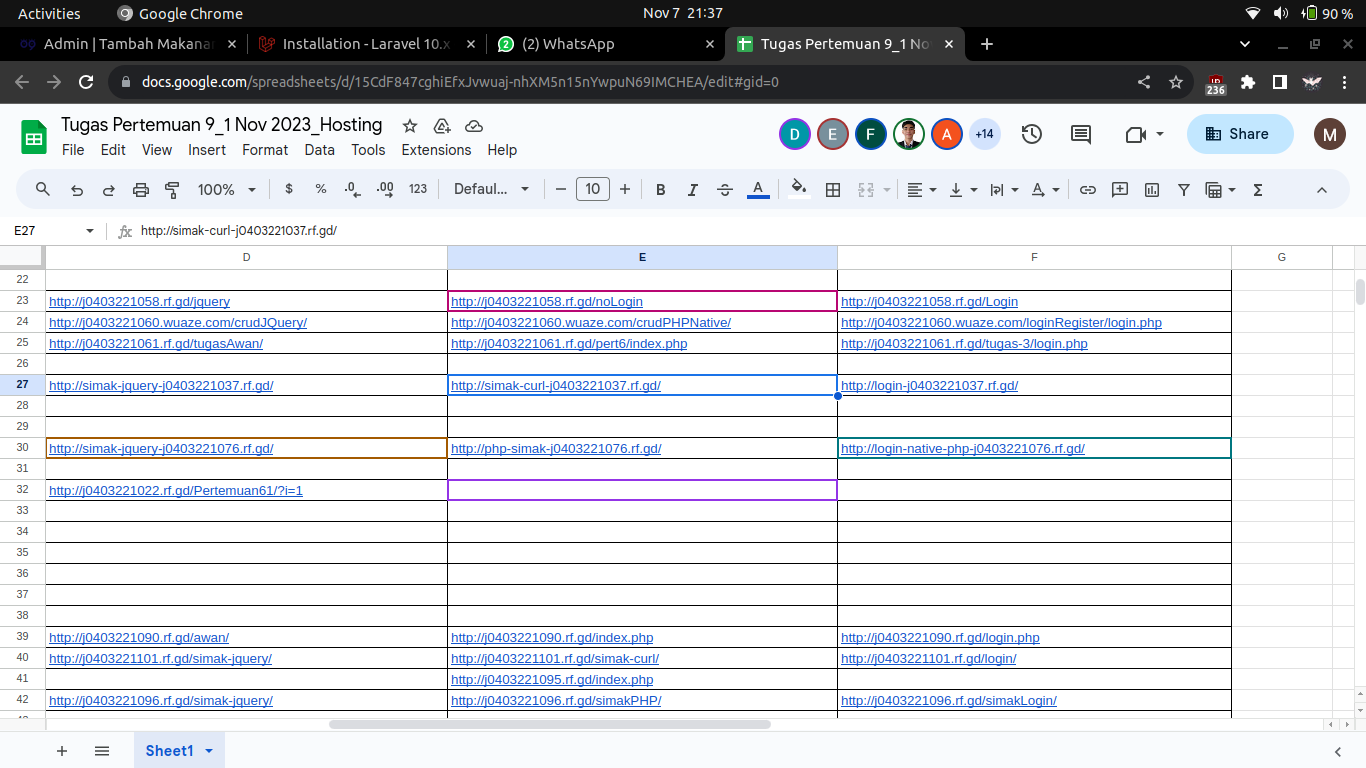 Activities Google Chrome Nov 7 21:37 90 %
Admin | Tambah Makana Installation - Laravel 10.x (2) WhatsApp Tugas Pertemuan 9_1 No
docs.google.com/spreadsheets/d/15CdF847cghiEfxJvwuaj-nhXM5n15nYwpuN69IMCHEA/edit#gid=0 236
Tugas Pertemuan 9_1 Nov 2023_Hosting D E F A +14 Share M
File Edit View Insert Format Data Tools Extensions Help
100% $ % .0 .00 123 Defaul... 10 B I A
E27 fx http://simak-curl-j0403221037.rf.gd/
D E F G
22
23 http://j0403221058.rf.gd/jquery http://j0403221058.rf.gd/noLogin http://j0403221058.rf.gd/Login
24 http://j0403221060.wuaze.com/crudJQuery/ http://j0403221060.wuaze.com/crudPHPNative/ http://j0403221060.wuaze.com/loginRegister/login.php
25 http://j0403221061.rf.gd/tugasAwan/ http://j0403221061.rf.gd/pert6/index.php http://j0403221061.rf.gd/tugas-3/login.php
26
27 http://simak-jquery-j0403221037.rf.gd/ http://simak-curl-j0403221037.rf.gd/ http://login-j0403221037.rf.gd/
28
29
30 http://simak-jquery-j0403221076.rf.gd/ http://php-simak-j0403221076.rf.gd/ http://login-native-php-j0403221076.rf.gd/
31
32 http://j0403221022.rf.gd/Pertemuan61/?i=1
33
34
35
36
37
38
39 http://j0403221090.rf.gd/awan/ http://j0403221090.rf.gd/index.php http://j0403221090.rf.gd/login.php
40 http://j0403221101.rf.gd/simak-jquery/ http://j0403221101.rf.gd/simak-curl/ http://j0403221101.rf.gd/login/
41 http://j0403221095.rf.gd/index.php
42 http://j0403221096.rf.gd/simak-jquery/ http://j0403221096.rf.gd/simakPHP/ http://j0403221096.rf.gd/simakLogin/
Sheet1